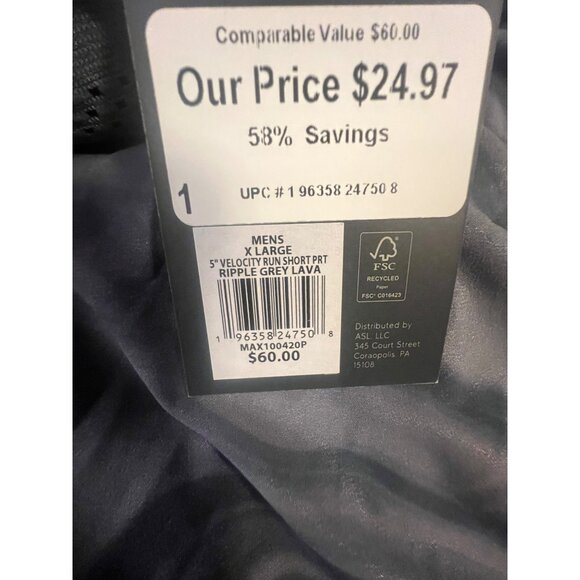 Comparable Value $60.00
Our Price $24.97
58% Savings
1
UPC # 1 96358 24750 8
MENS
X LARGE
5" VELOCITY RUN SHORT PRT
RIPPLE GREY LAVA
1 96358 24750 8
MAX100420P
$60.00
FSC
RECYCLED
Paper
FSC® C016423
Distributed by
ASL, LLC
345 Court Street
Coraopolis, PA
15108